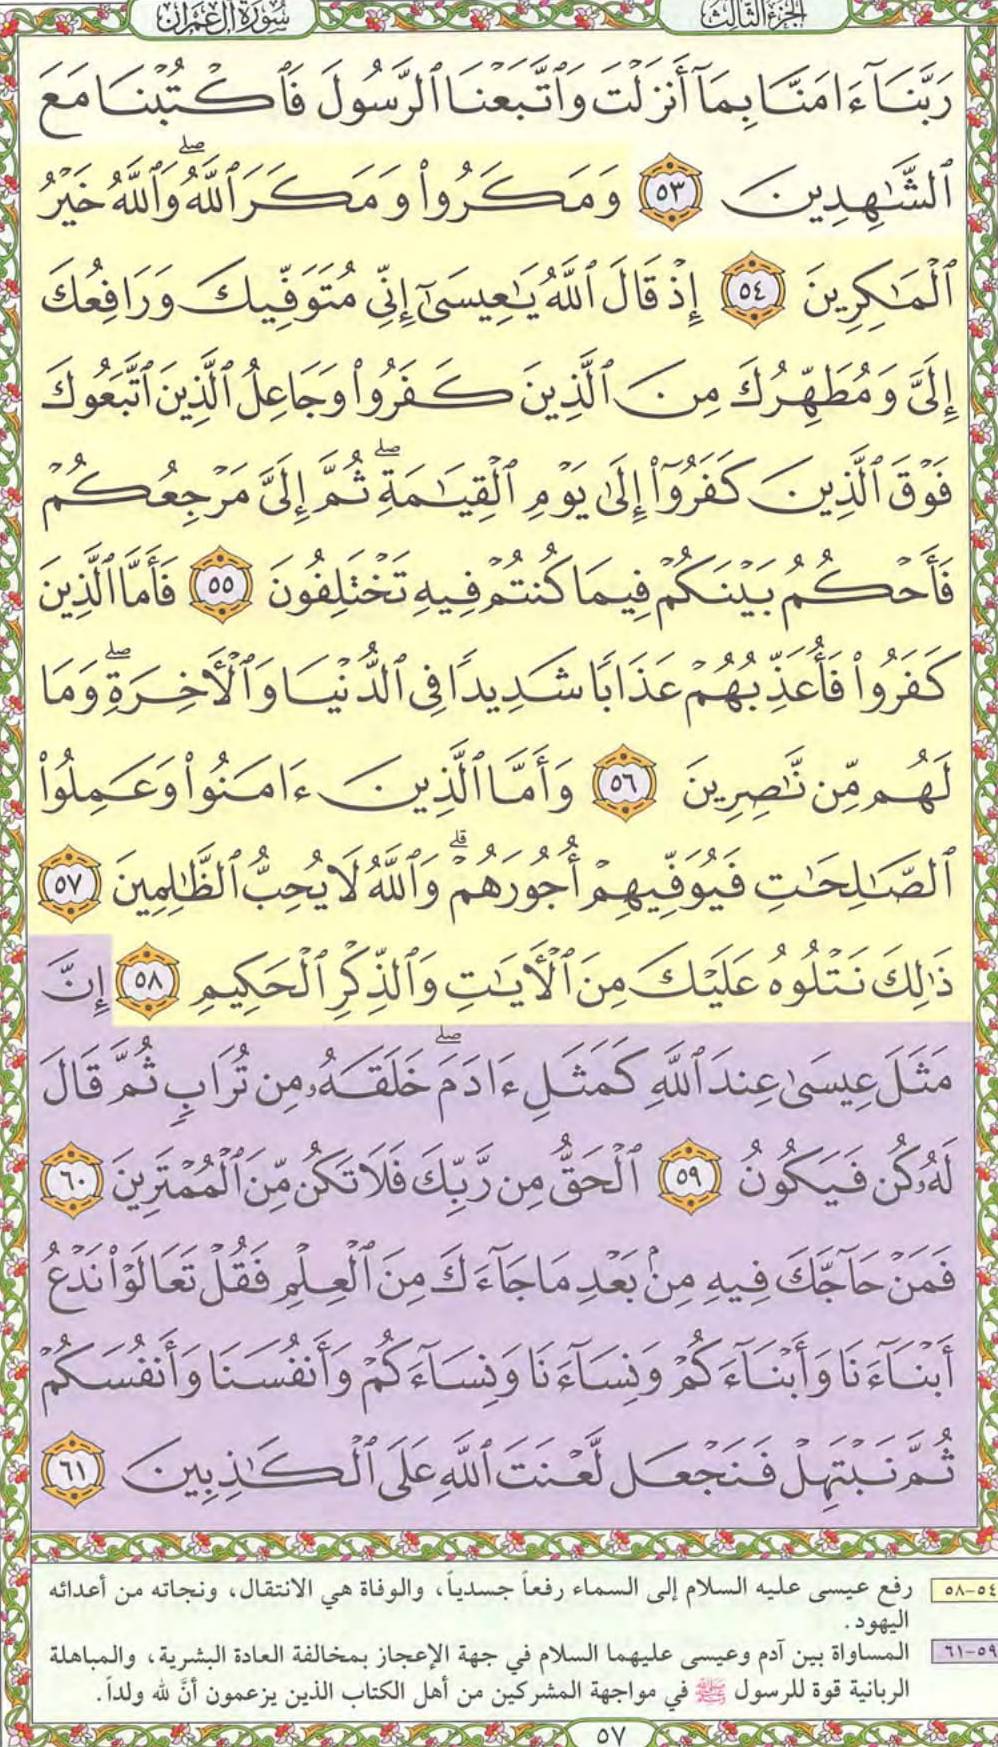 الجزء الثالث
سورة آل عمران
رَبَّنَآ ءَامَنَّا بِمَآ أَنزَلْتَ وَٱتَّبَعْنَا ٱلرَّسُولَ فَٱكْتُبْنَا مَعَ
ٱلشَّٰهِدِينَ ٥٣ وَمَكَرُوا۟ وَمَكَرَ ٱللَّهُ ۖ وَٱللَّهُ خَيْرُ
ٱلْمَٰكِرِينَ ٥٤ إِذْ قَالَ ٱللَّهُ يَٰعِيسَىٰٓ إِنِّى مُتَوَفِّيكَ وَرَافِعُكَ
إِلَىَّ وَمُطَهِّرُكَ مِنَ ٱلَّذِينَ كَفَرُوا۟ وَجَاعِلُ ٱلَّذِينَ ٱتَّبَعُوكَ
فَوْقَ ٱلَّذِينَ كَفَرُوٓا۟ إِلَىٰ يَوْمِ ٱلْقِيَٰمَةِ ۖ ثُمَّ إِلَىَّ مَرْجِعُكُمْ
فَأَحْكُمُ بَيْنَكُمْ فِيمَا كُنتُمْ فِيهِ تَخْتَلِفُونَ ٥٥ فَأَمَّا ٱلَّذِينَ
كَفَرُوا۟ فَأُعَذِّبُهُمْ عَذَابًا شَدِيدًا فِى ٱلدُّنْيَا وَٱلْءَاخِرَةِ ۖ وَمَا
لَهُم مِّن نَّٰصِرِينَ ٥٦ وَأَمَّا ٱلَّذِينَ ءَامَنُوا۟ وَعَمِلُوا۟
ٱلصَّٰلِحَٰتِ فَيُوَفِّيهِمْ أُجُورَهُمْ ۗ وَٱللَّهُ لَا يُحِبُّ ٱلظَّٰلِمِينَ ٥٧
ذَٰلِكَ نَتْلُوهُ عَلَيْكَ مِنَ ٱلْءَايَٰتِ وَٱلذِّكْرِ ٱلْحَكِيمِ ٥٨ إِنَّ
مَثَلَ عِيسَىٰ عِندَ ٱللَّهِ كَمَثَلِ ءَادَمَ ۖ خَلَقَهُۥ مِن تُرَابٍ ثُمَّ قَالَ
لَهُۥ كُن فَيَكُونُ ٥٩ ٱلْحَقُّ مِن رَّبِّكَ فَلَا تَكُن مِّنَ ٱلْمُمْتَرِينَ ٦٠
فَمَنْ حَآجَّكَ فِيهِ مِنۢ بَعْدِ مَا جَآءَكَ مِنَ ٱلْعِلْمِ فَقُلْ تَعَالَوْا۟ نَدْعُ
أَبْنَآءَنَا وَأَبْنَآءَكُمْ وَنِسَآءَنَا وَنِسَآءَكُمْ وَأَنفُسَنَا وَأَنفُسَكُمْ
ثُمَّ نَبْتَهِلْ فَنَجْعَل لَّعْنَتَ ٱللَّهِ عَلَى ٱلْكَٰذِبِينَ ٦١
٥٤-٥٨ رفع عيسى عليه السلام إلى السماء رفعاً جسدياً، والوفاة هي الانتقال، ونجاته من أعدائه
اليهود.
٥٩-٦١ المساواة بين آدم وعيسى عليهما السلام في جهة الإعجاز بمخالفة العادة البشرية، والمباهلة
الربانية قوة للرسول ﷺ في مواجهة المشركين من أهل الكتاب الذين يزعمون أنَّ لله ولداً.
٥٧